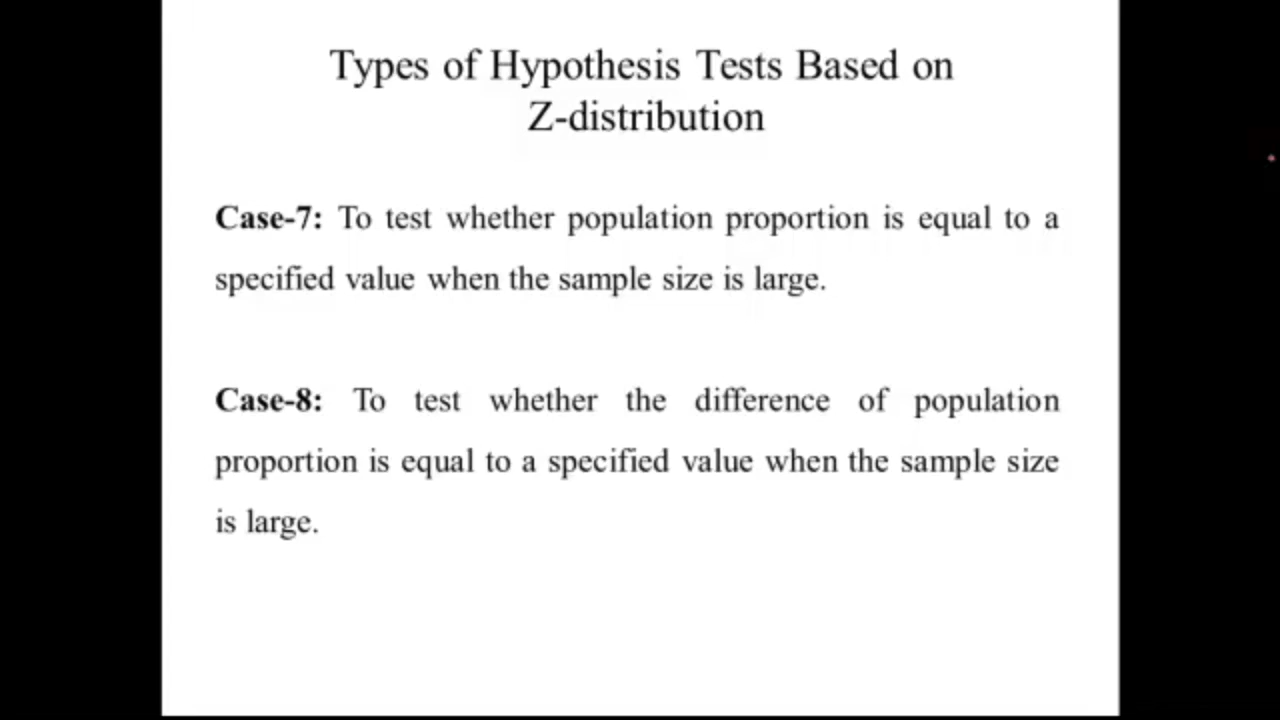 Types of Hypothesis Tests Based on
Z-distribution
Case-7: To test whether population proportion is equal to a
specified value when the sample size is large.
Case-8: To test whether the difference of population
proportion is equal to a specified value when the sample size
is large.